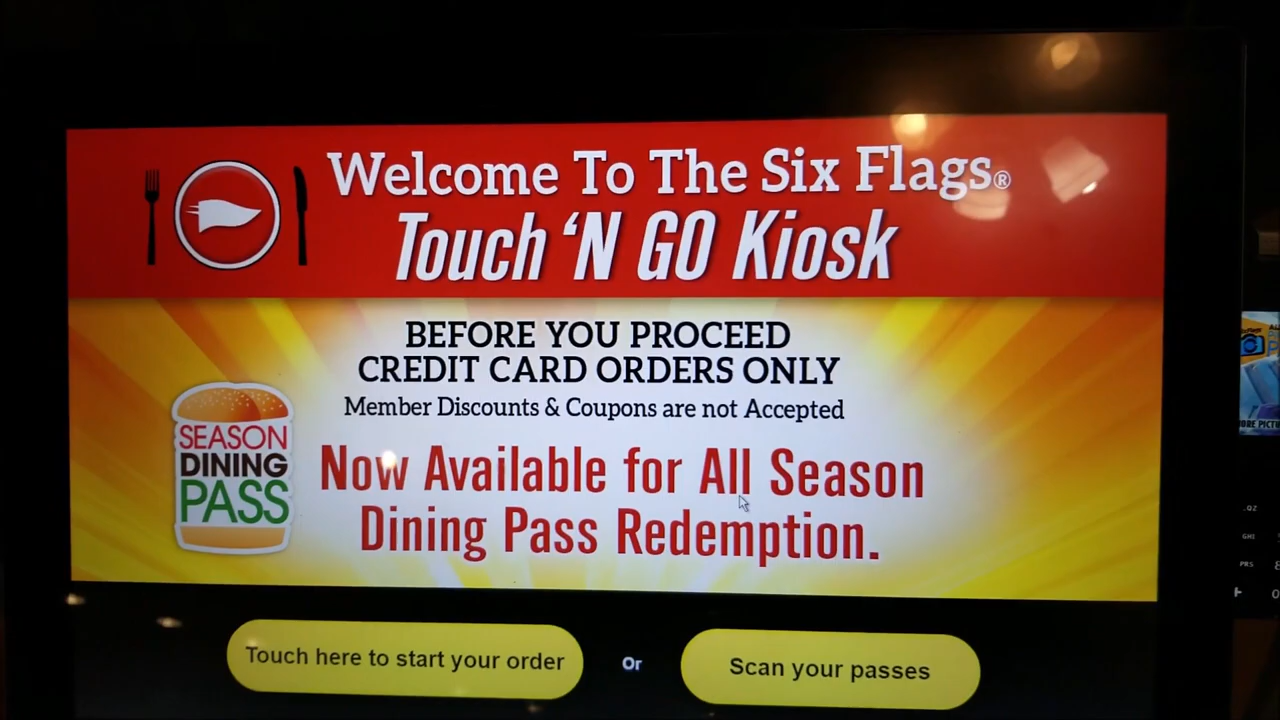 Welcome To The Six Flags®
Touch 'N GO Kiosk
BEFORE YOU PROCEED
CREDIT CARD ORDERS ONLY
Member Discounts & Coupons are not Accepted
SEASON
DINING
PASS
Now Available for All Season
Dining Pass Redemption.
Touch here to start your order
Or
Scan your passes
GHI
PRS